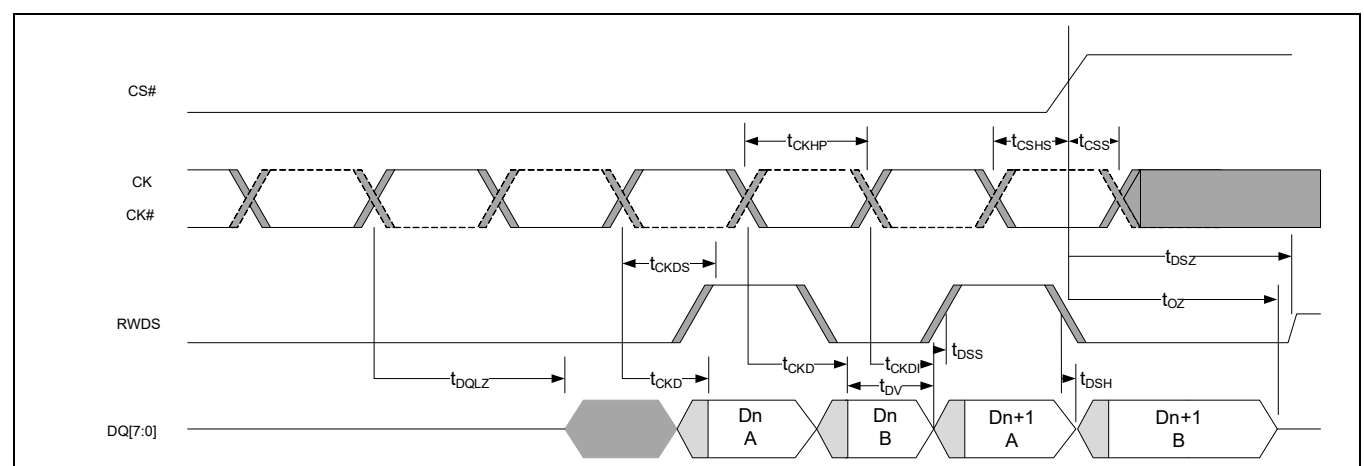 CS#
tCKHP
tCSHS
tCSS
CK
CK#
tDSZ
tCKDS
tOZ
RWDS
tDSS
tCKD
tCKD
tCKDI
tDQLZ
tDV
tDSH
DQ[7:0]
Dn
A
Dn
B
Dn+1
A
Dn+1
B